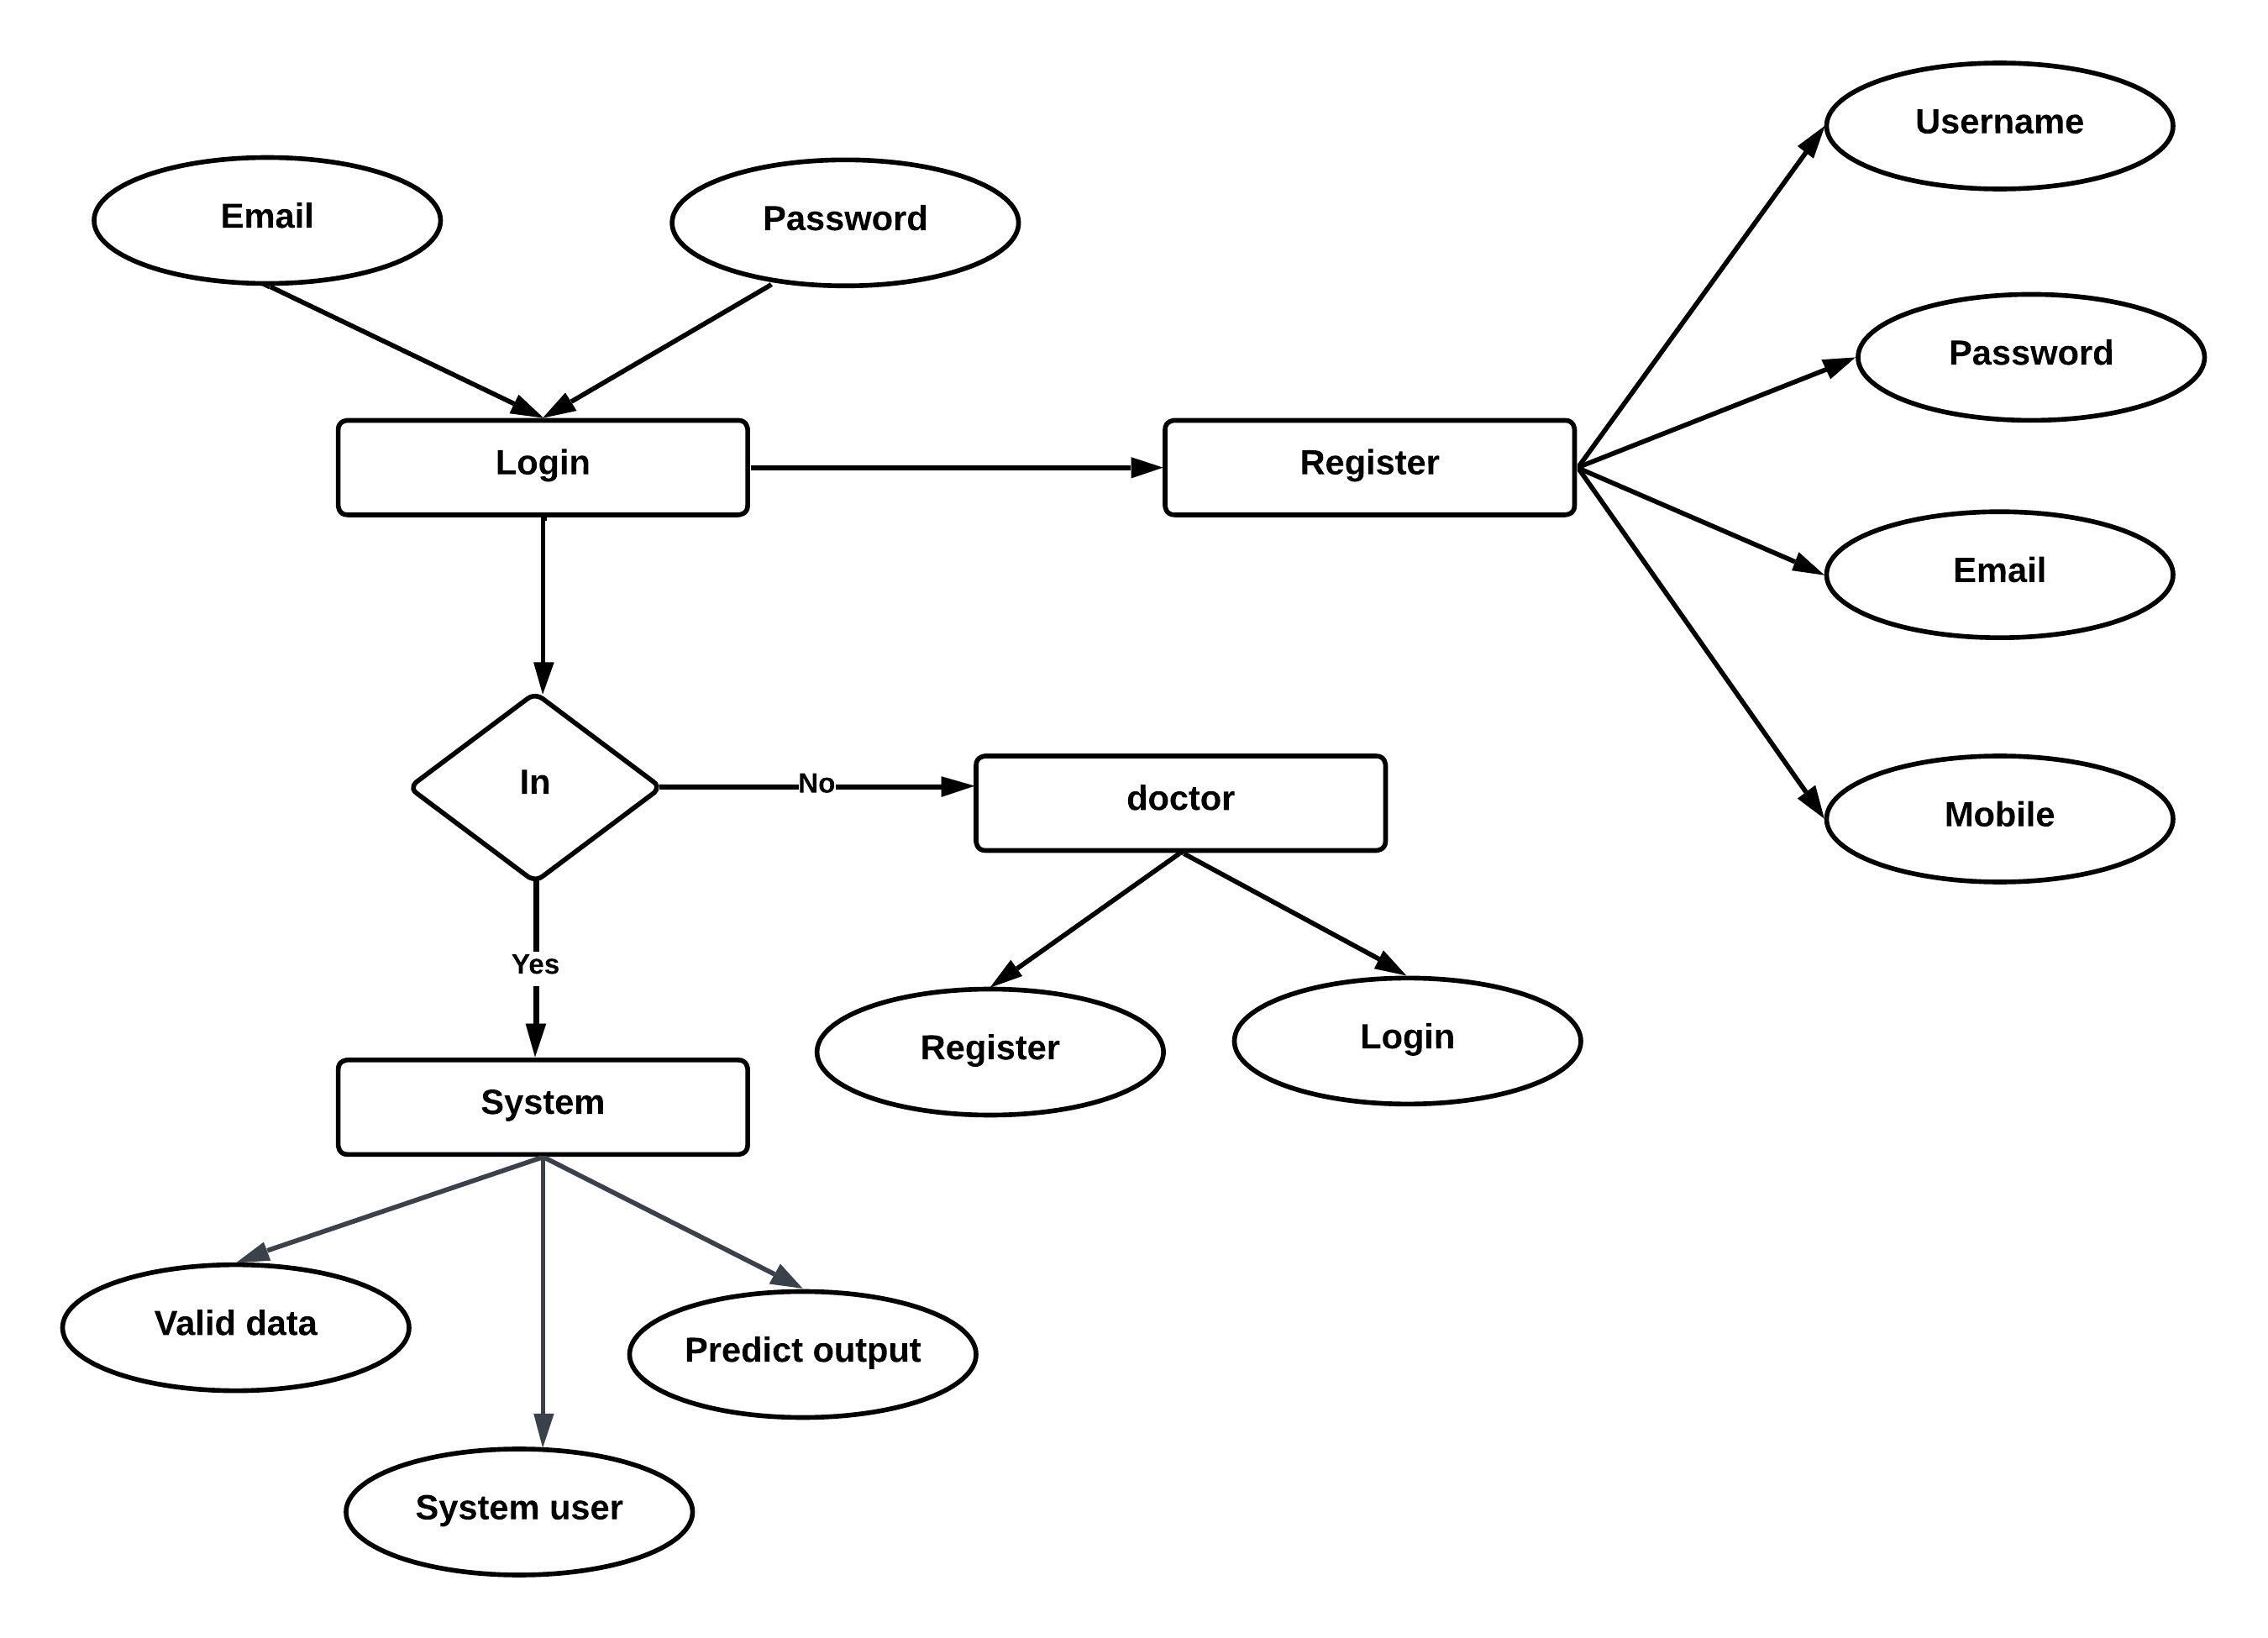 Username
Email
Password
Password
Login
Register
Email
In
No
doctor
Mobile
Yes
Register
Login
System
Valid data
Predict output
System user